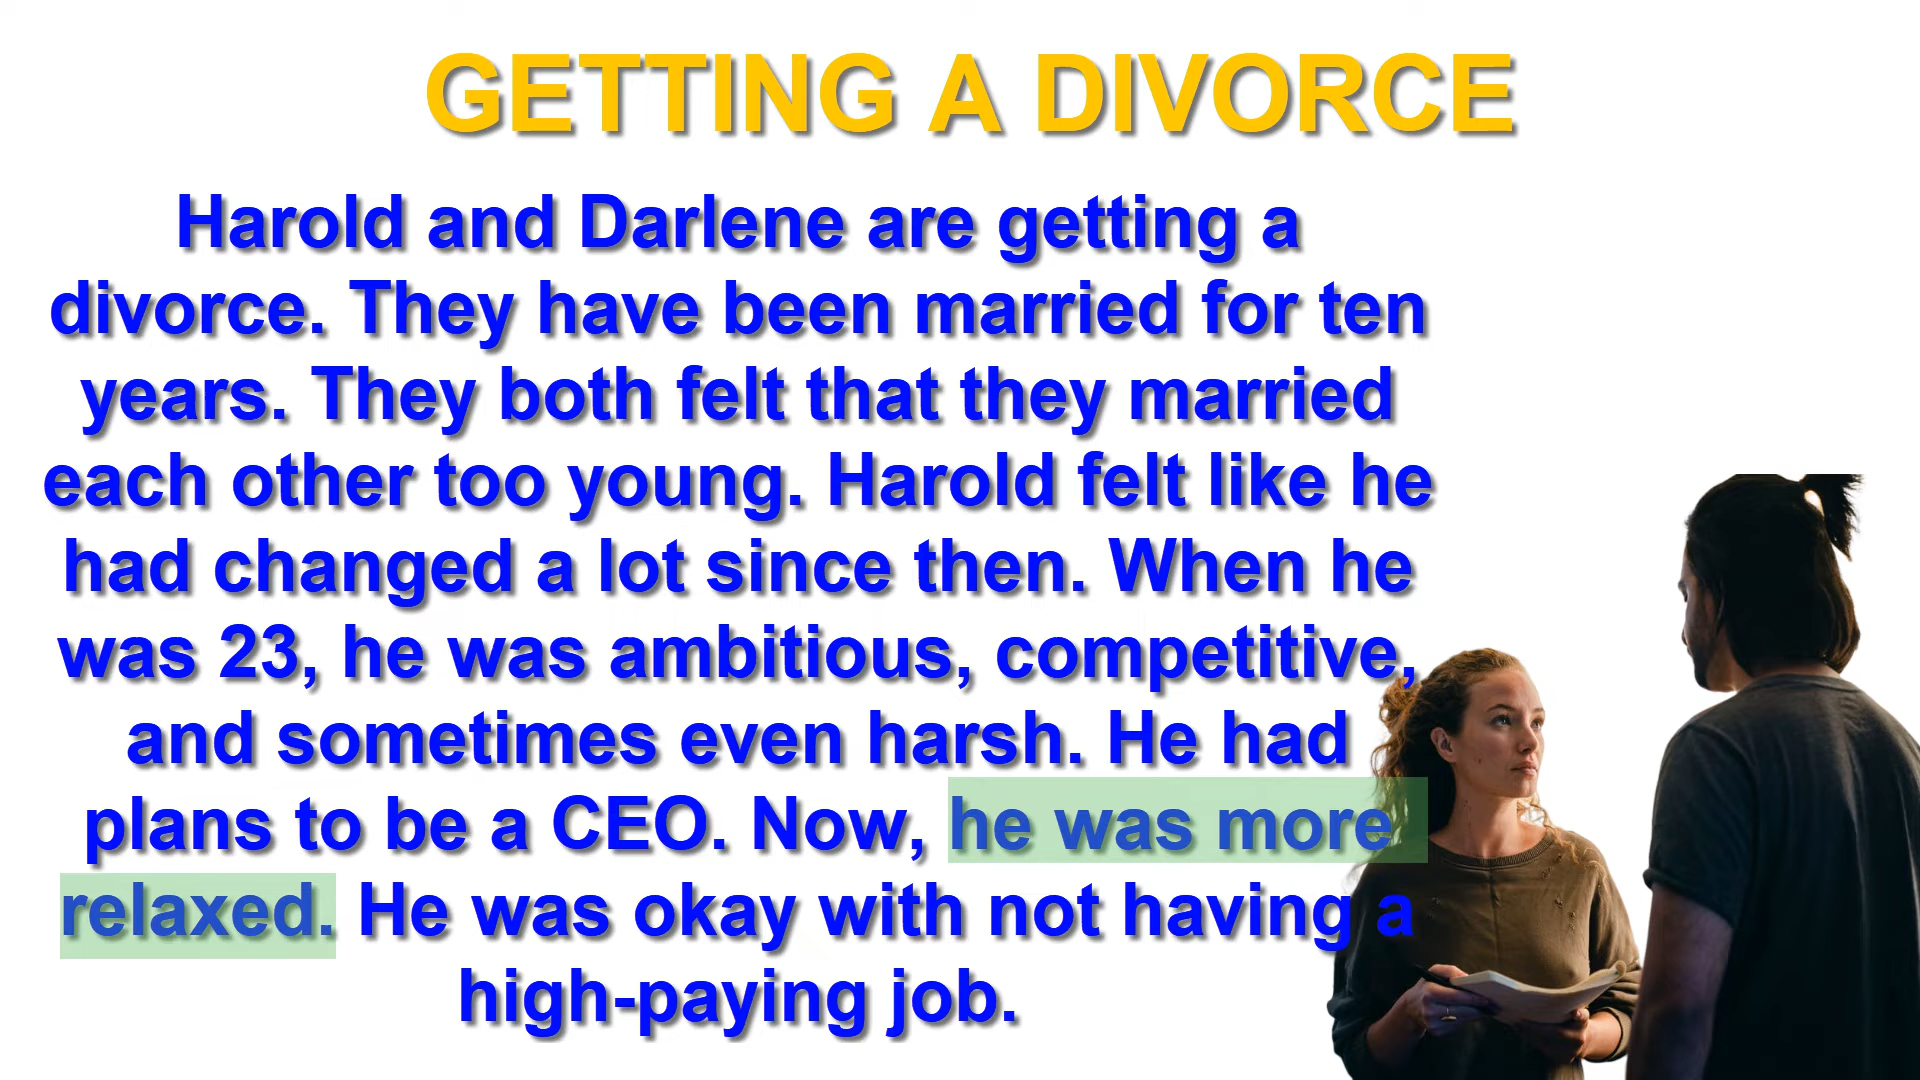 GETTING A DIVORCE
Harold and Darlene are getting a
divorce. They have been married for ten
years. They both felt that they married
each other too young. Harold felt like he
had changed a lot since then. When he
was 23, he was ambitious, competitive,
and sometimes even harsh. He had
plans to be a CEO. Now, he was more
relaxed. He was okay with not having a
high-paying job.